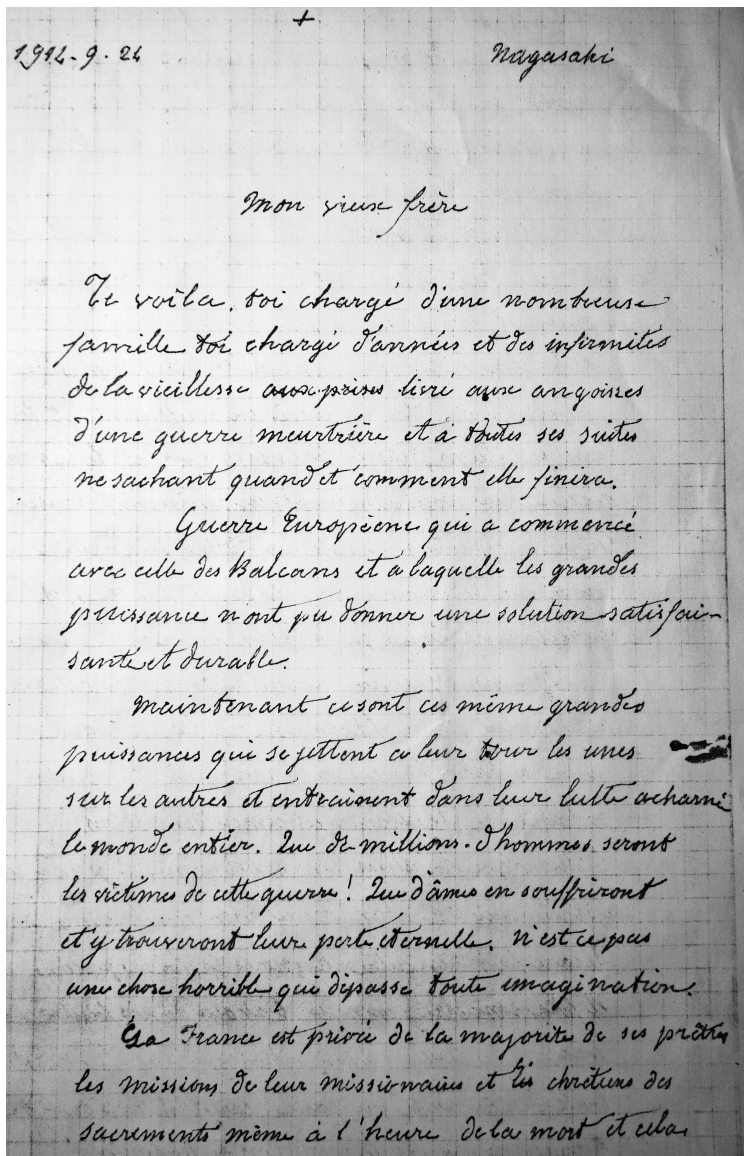 +
1914-9-24 Nagasaki
Mon vieux frère
Te voila, toi chargé d'une nombreuse
famille toi chargé d'années et des infirmités
de la vieillesse aux prises livré aux angoisses
d'une guerre meurtrière et à toutes ses suites
ne sachant quand et comment elle finira.
Guerre Européene qui a commencé
avec celle des Balcans et a laquelle les grandes
puissance n'ont pu donner une solution satisfai-
sante et durable.
Maintenant ce sont ces même grandes
puissances qui se jettent a leur tour les unes
sur les autres et entrainent dans leur lutte acharné
le monde entier. Que de millions d'hommes seront
les victimes de cette guerre! Que d'âmes en souffriront
et y trouveront leur perte eternelle. N'est ce pas
une chose horrible qui dépasse toute imagination.
La France est privée de la majorité de ses prêtres
les missions de leur missionaires et les chrétiens des
sacrements même à l'heure de la mort et cela